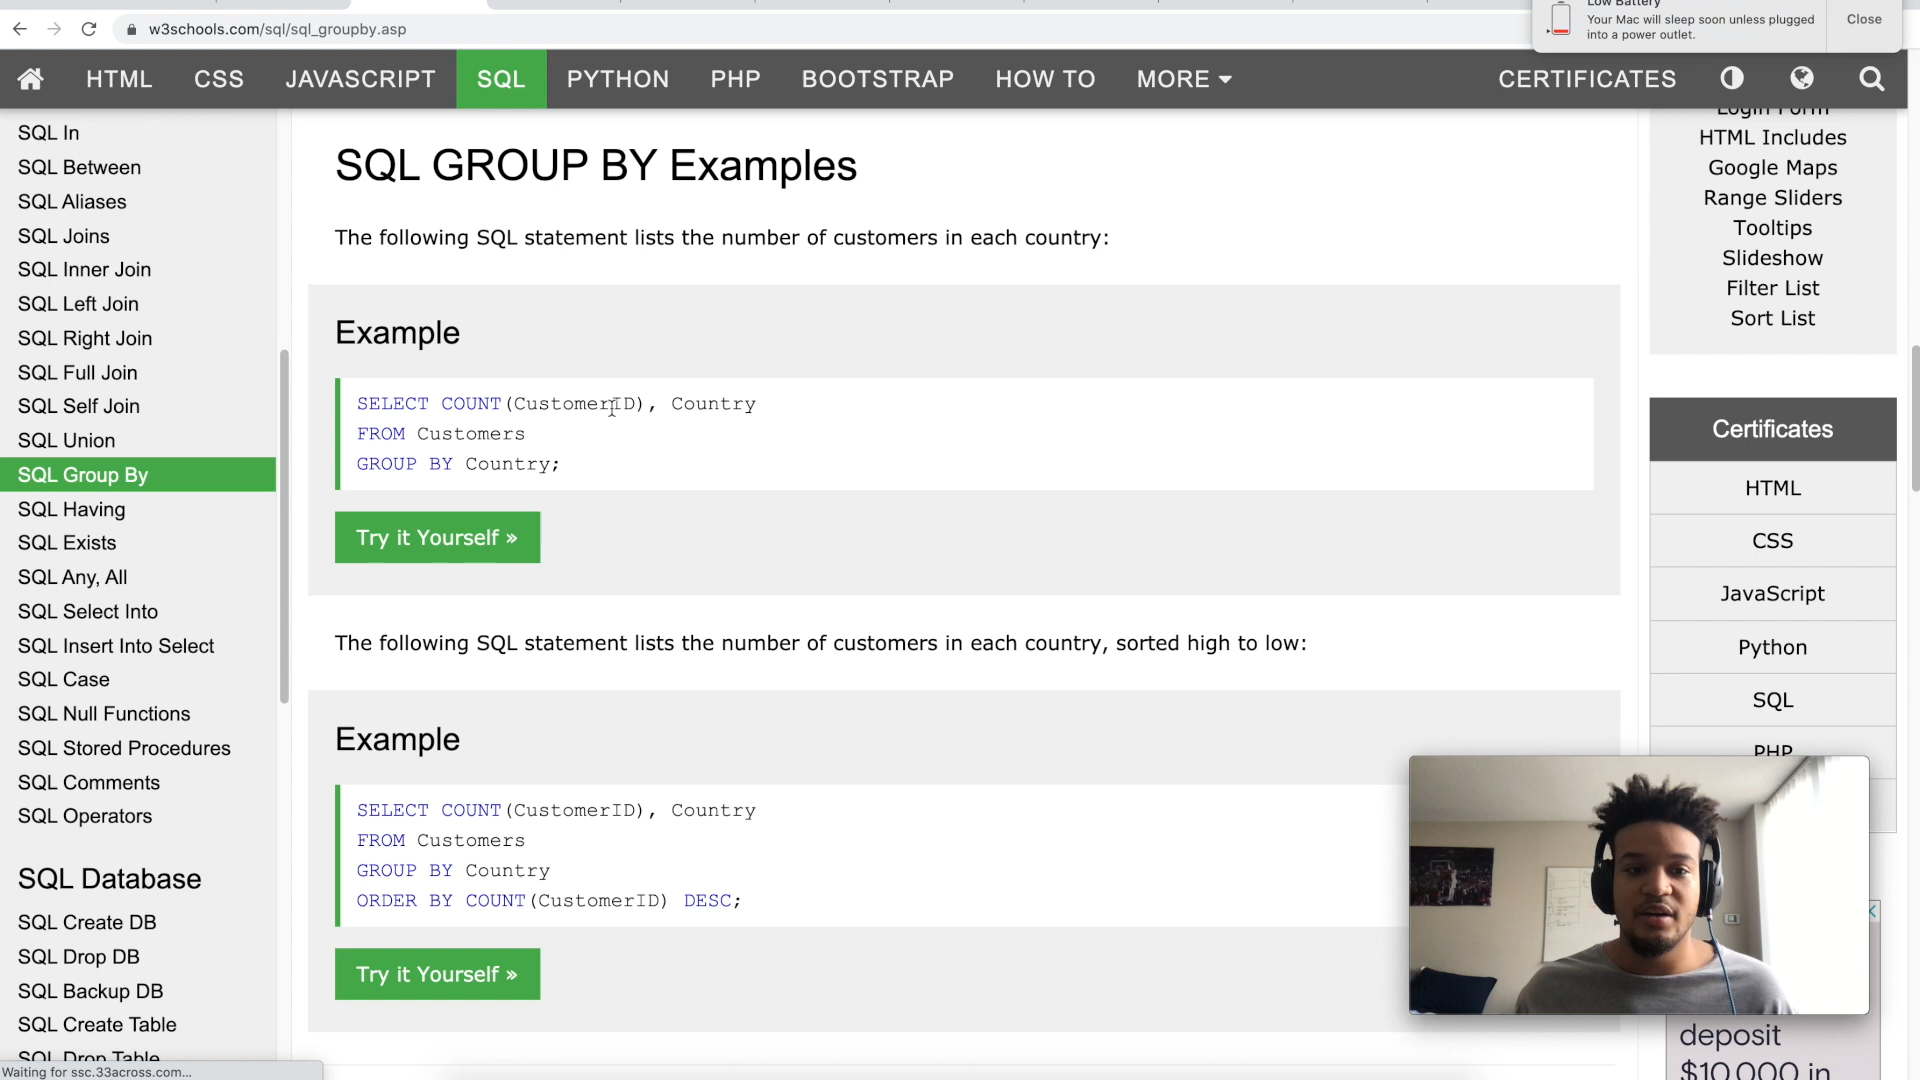 w3schools.com/sql/sql_groupby.asp
Low Battery
Your Mac will sleep soon unless plugged
into a power outlet.
Close
HTML CSS JAVASCRIPT SQL PYTHON PHP BOOTSTRAP HOW TO MORE CERTIFICATES
SQL In
SQL Between
SQL Aliases
SQL Joins
SQL Inner Join
SQL Left Join
SQL Right Join
SQL Full Join
SQL Self Join
SQL Union
SQL Group By
SQL Having
SQL Exists
SQL Any, All
SQL Select Into
SQL Insert Into Select
SQL Case
SQL Null Functions
SQL Stored Procedures
SQL Comments
SQL Operators
SQL Database
SQL Create DB
SQL Drop DB
SQL Backup DB
SQL Create Table
SQL Drop Table
Waiting for ssc.33across.com...
SQL GROUP BY Examples
The following SQL statement lists the number of customers in each country:
Example
SELECT COUNT(CustomerID), Country
FROM Customers
GROUP BY Country;
Try it Yourself »
The following SQL statement lists the number of customers in each country, sorted high to low:
Example
SELECT COUNT(CustomerID), Country
FROM Customers
GROUP BY Country
ORDER BY COUNT(CustomerID) DESC;
Try it Yourself »
Login Form
HTML Includes
Google Maps
Range Sliders
Tooltips
Slideshow
Filter List
Sort List
Certificates
HTML
CSS
JavaScript
Python
SQL
PHP
deposit
$10,000 in